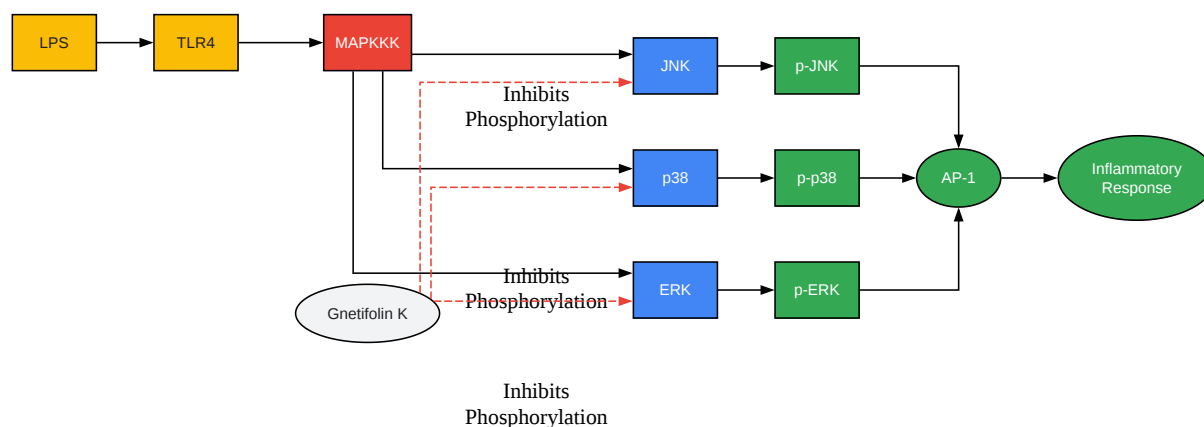 LPS
TLR4
MAPKKK
JNK
p-JNK
Inhibits
Phosphorylation
p38
p-p38
AP-1
Inflammatory
Response
Inhibits
Phosphorylation
ERK
p-ERK
Gnetifolin K
Inhibits
Phosphorylation